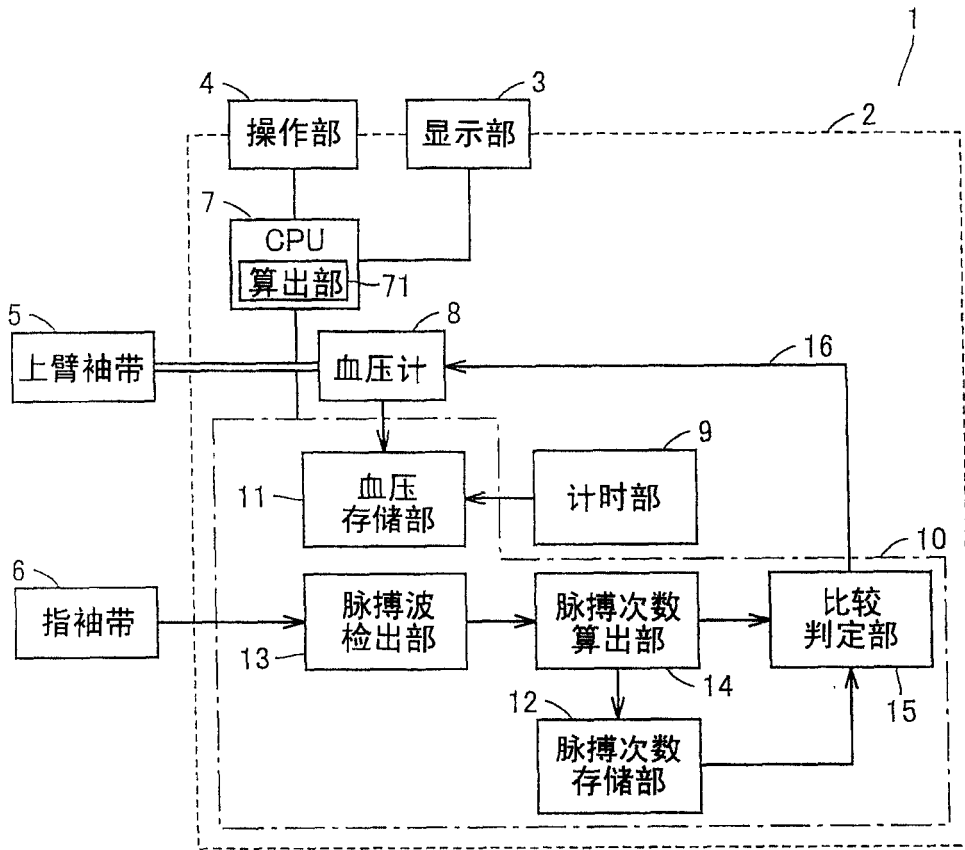 1
2
4
操作部
3
显示部
7
CPU
算出部
71
5
上臂袖带
8
血压计
16
9
计时部
11
血压
存储部
10
6
指袖带
13
脉搏波
检出部
脉搏次数
算出部
14
比较
判定部
15
12
脉搏次数
存储部